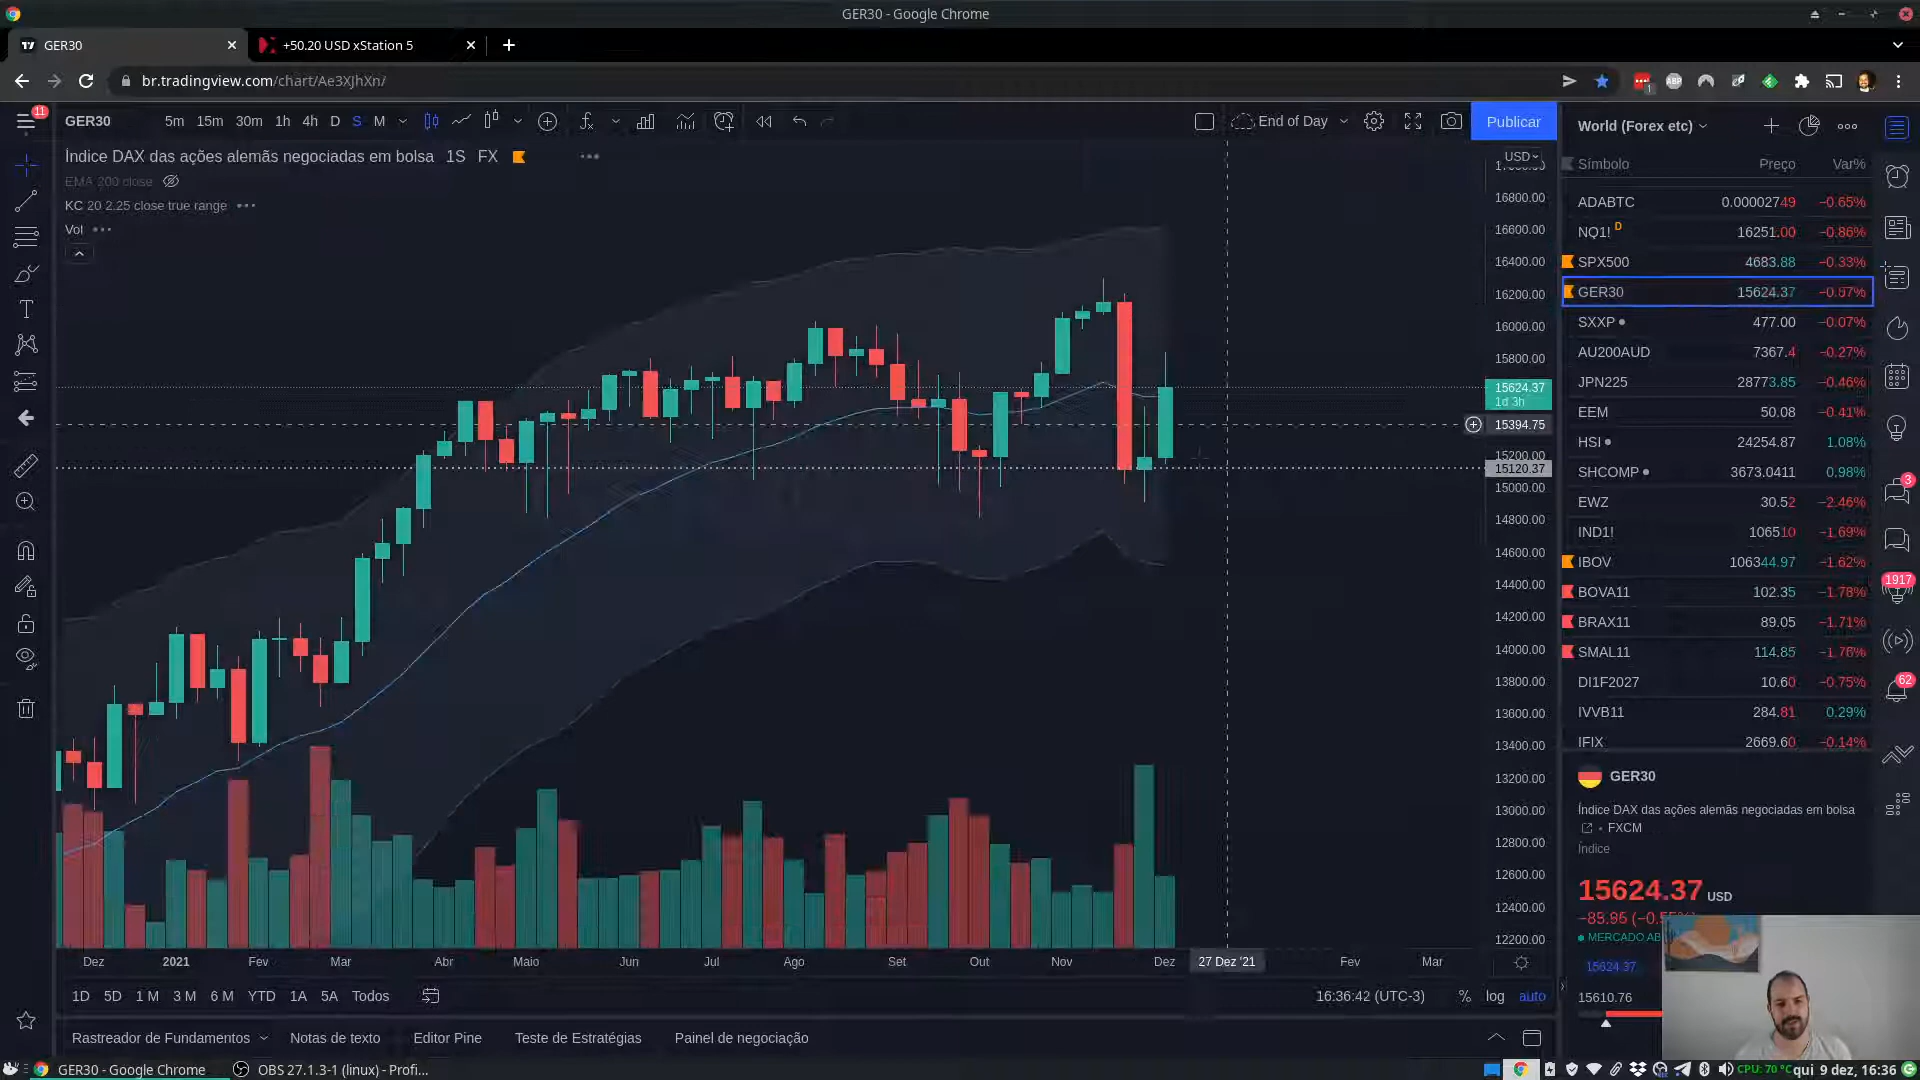 GER30 - Google Chrome
GER30
+50.20 USD xStation 5
br.tradingview.com/chart/Ae3XJhXn/
11
GER30 5m 15m 30m 1h 4h D S M End of Day Publicar
Índice DAX das ações alemãs negociadas em bolsa 1S FX
EMA 200 close
KC 20 2.25 close true range
Vol
USD
16800.00
16600.00
16400.00
16200.00
16000.00
15800.00
15624.37
1d 3h
15394.75
15200.00
15120.37
15000.00
14800.00
14600.00
14400.00
14200.00
14000.00
13800.00
13600.00
13400.00
13200.00
13000.00
12800.00
12600.00
12400.00
12200.00
Dez 2021 Fev Mar Abr Maio Jun Jul Ago Set Out Nov Dez 27 Dez '21 Fev Mar
1D 5D 1 M 3 M 6 M YTD 1A 5A Todos 16:36:42 (UTC-3) % log auto
Rastreador de Fundamentos Notas de texto Editor Pine Teste de Estratégias Painel de negociação
World (Forex etc)
Símbolo Preço Var%
ADABTC 0.00002749 −0.65%
NQ1! D 16251.00 −0.86%
SPX500 4683.88 −0.33%
GER30 15624.37 −0.57%
SXXP 477.00 −0.07%
AU200AUD 7367.4 −0.27%
JPN225 28773.85 −0.46%
EEM 50.08 −0.41%
HSI 24254.87 1.08%
SHCOMP 3673.0411 0.98%
EWZ 30.52 −2.46%
IND1! 106510 −1.69%
IBOV 106344.97 −1.62%
BOVA11 102.35 −1.78%
BRAX11 89.05 −1.71%
SMAL11 114.85 −1.76%
DI1F2027 10.60 −0.75%
IVVB11 284.81 0.29%
IFIX 2669.60 −0.14%
GER30
Índice DAX das ações alemãs negociadas em bolsa
FXCM
Índice
15624.37 USD
MERCADO AB
15624.37
15610.76
3
1917
62
GER30 - Google Chrome OBS 27.1.3-1 (linux) - Profi... CPU: 70 °C qui 9 dez, 16:36